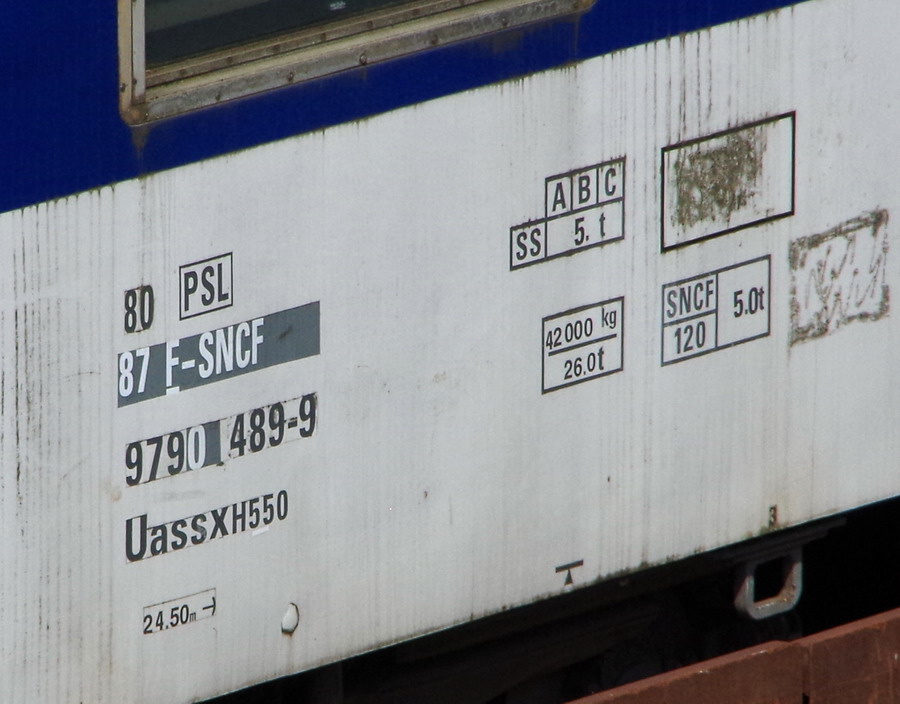 80 PSL
87 F-SNCF
9790 489-9
UassxH550
24.50m
A B C
SS 5. t
42000 kg
26.0t
SNCF 5.0t
120
3